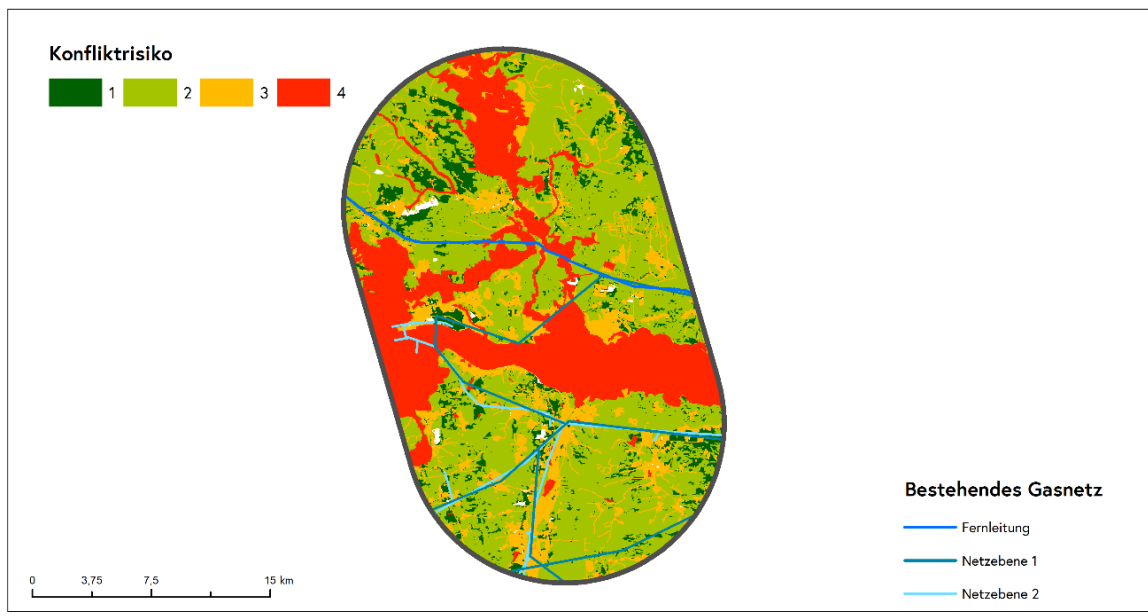 Konfliktrisiko
1 2 3 4
Bestehendes Gasnetz
Fernleitung
Netzebene 1
Netzebene 2
0 3,75 7,5 15 km